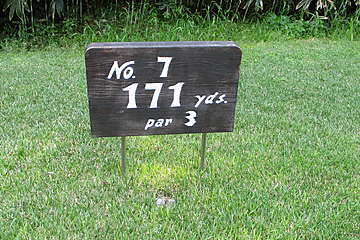 No. 7
171 yds.
par 3